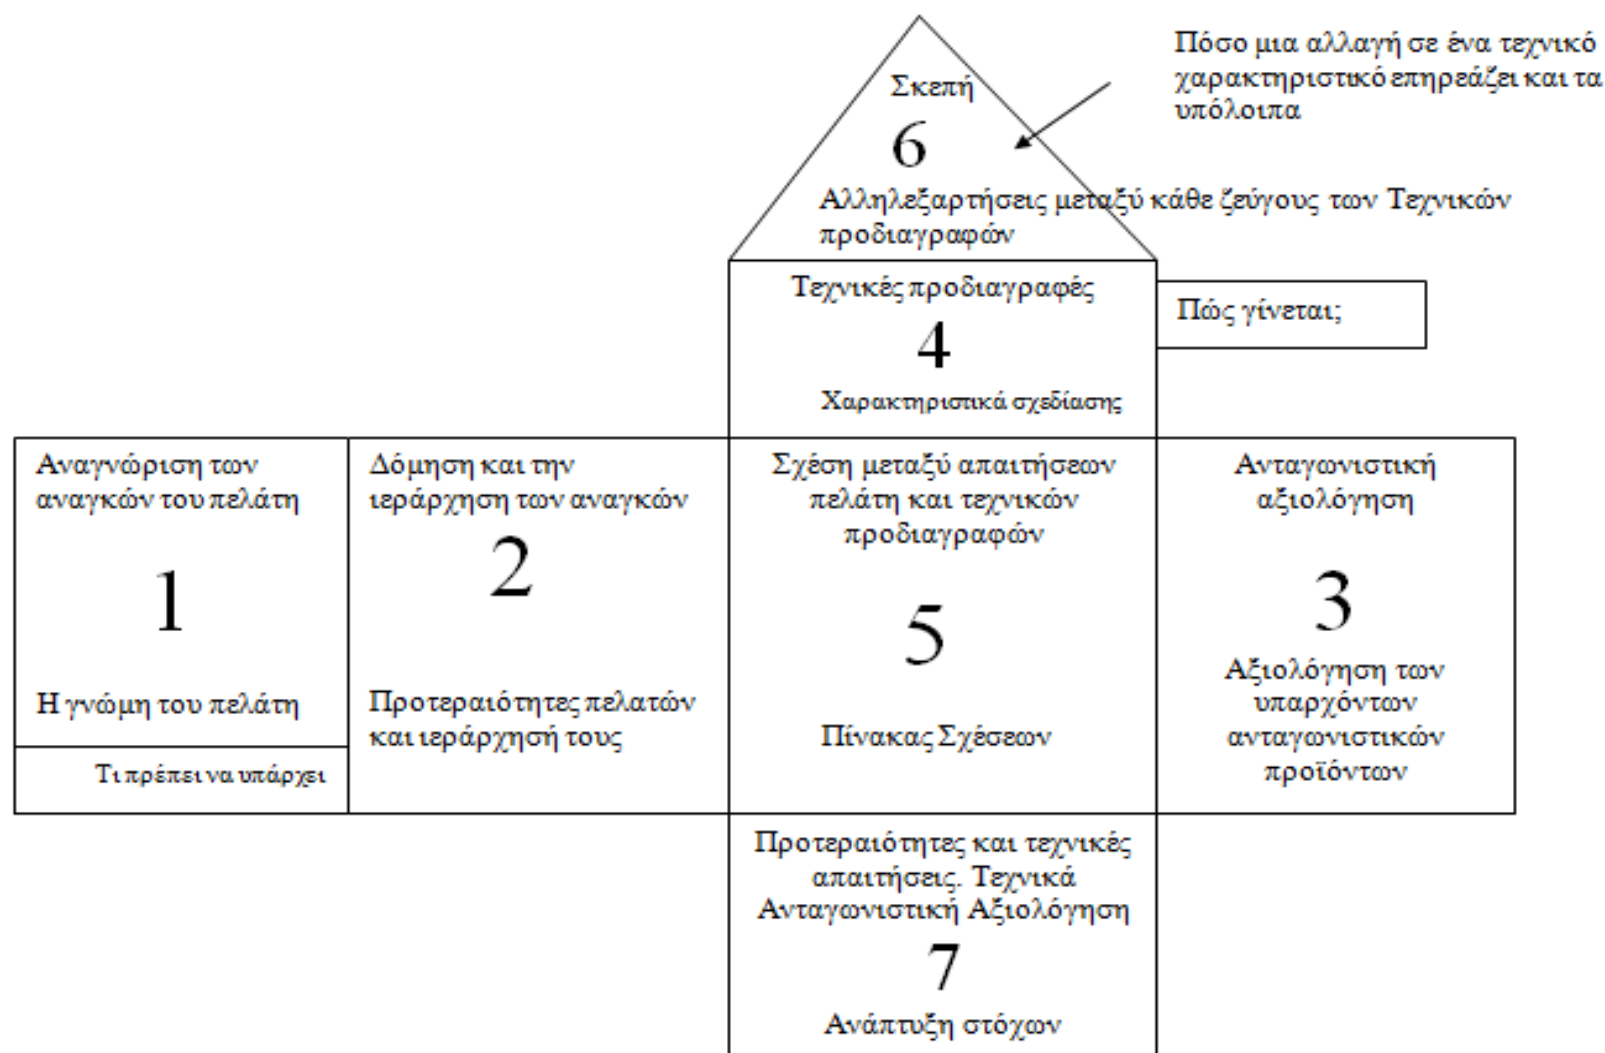 Πόσο μια αλλαγή σε ένα τεχνικό
χαρακτηριστικό επηρεάζει και τα
υπόλοιπα
Σκεπή
6
Αλληλεξαρτήσεις μεταξύ κάθε ζεύγους των Τεχνικών
προδιαγραφών
Τεχνικές προδιαγραφές
4
Χαρακτηριστικά σχεδίασης
Πώς γίνεται;
Αναγνώριση των
αναγκών του πελάτη
1
Η γνώμη του πελάτη
Τι πρέπει να υπάρχει
Δόμηση και την
ιεράρχηση των αναγκών
2
Προτεραιότητες πελατών
και ιεράρχησή τους
Σχέση μεταξύ απαιτήσεων
πελάτη και τεχνικών
προδιαγραφών
5
Πίνακας Σχέσεων
Ανταγωνιστική
αξιολόγηση
3
Αξιολόγηση των
υπαρχόντων
ανταγωνιστικών
προϊόντων
Προτεραιότητες και τεχνικές
απαιτήσεις. Τεχνικά
Ανταγωνιστική Αξιολόγηση
7
Ανάπτυξη στόχων